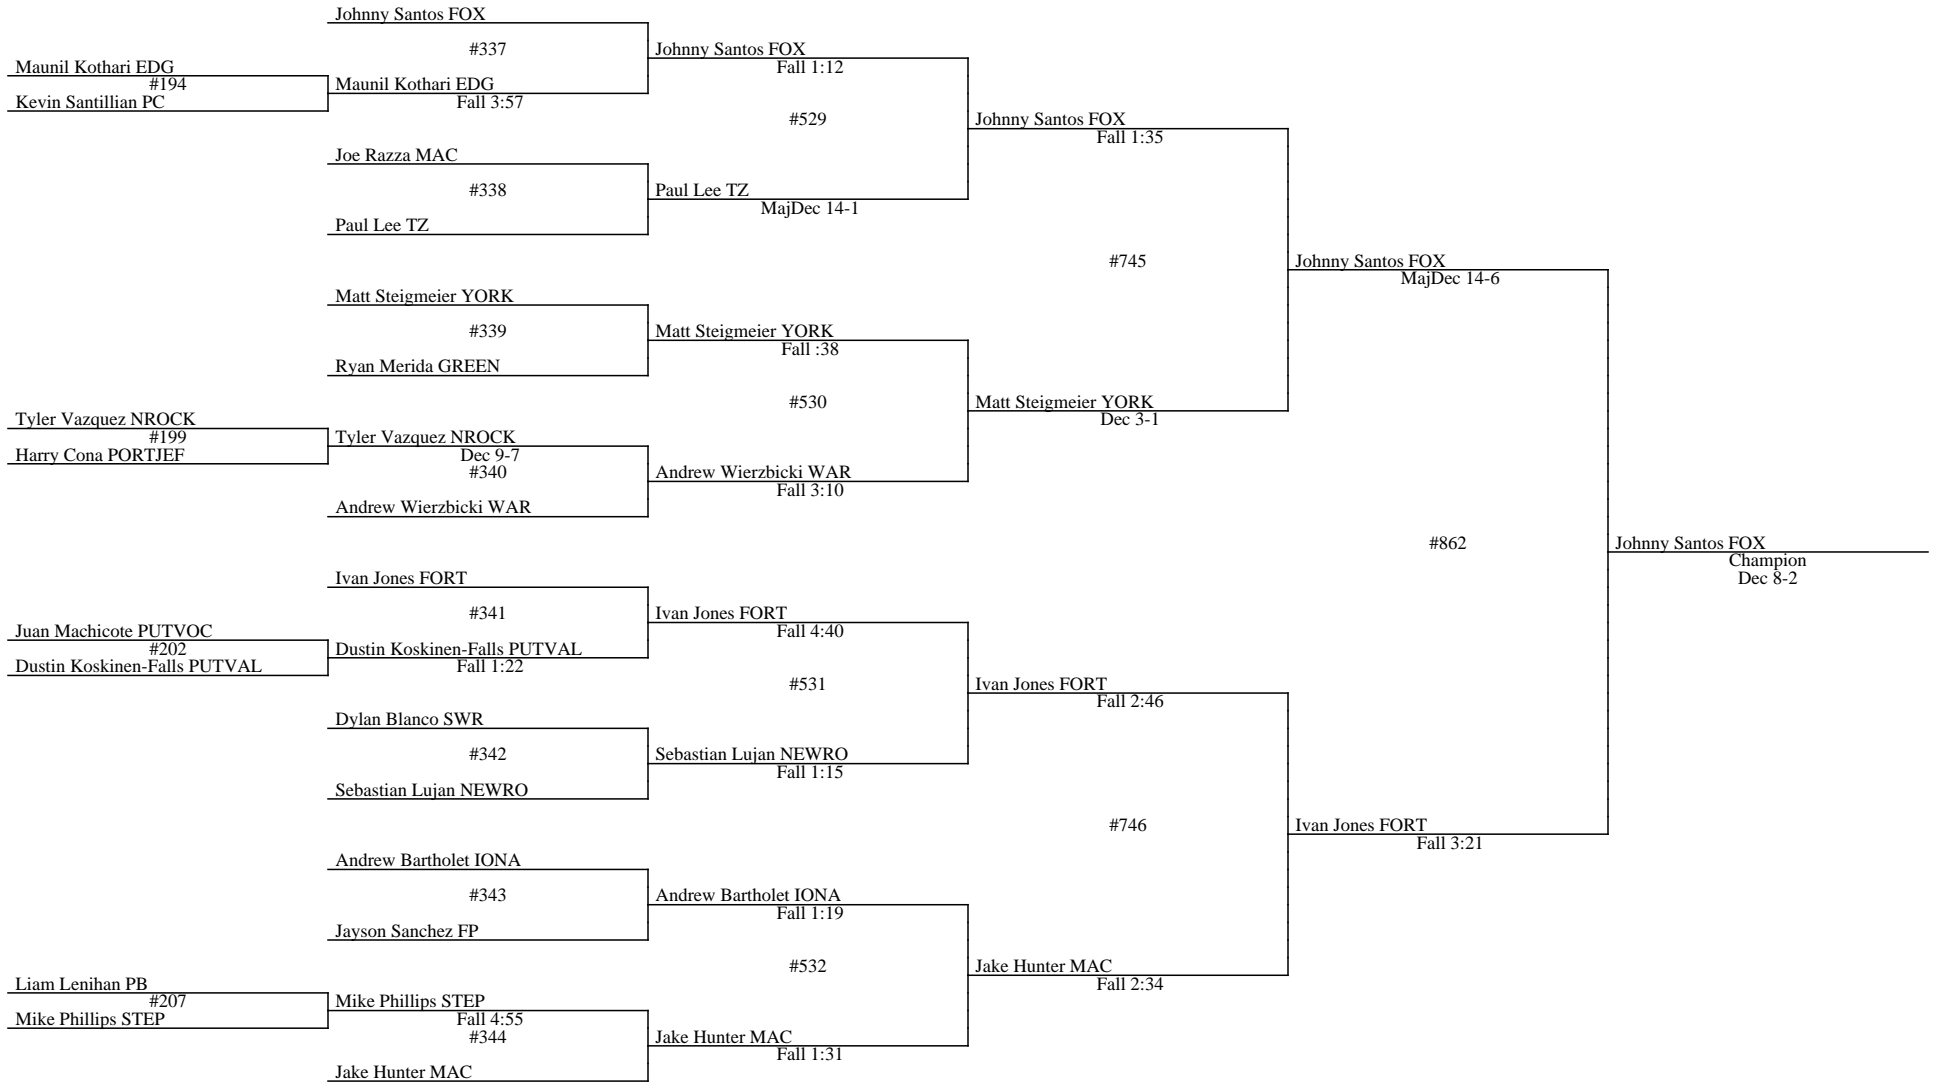 Johnny Santos FOX
#337
Johnny Santos FOX
Fall 1:12
Maunil Kothari EDG
#194
Maunil Kothari EDG
Fall 3:57
Kevin Santillian PC
#529
Johnny Santos FOX
Fall 1:35
Joe Razza MAC
#338
Paul Lee TZ
MajDec 14-1
Paul Lee TZ
#745
Johnny Santos FOX
MajDec 14-6
Matt Steigmeier YORK
#339
Matt Steigmeier YORK
Fall :38
Ryan Merida GREEN
#530
Matt Steigmeier YORK
Dec 3-1
Tyler Vazquez NROCK
#199
Tyler Vazquez NROCK
Dec 9-7
Harry Cona PORTJEF
#340
Andrew Wierzbicki WAR
Fall 3:10
Andrew Wierzbicki WAR
#862
Johnny Santos FOX
Champion
Dec 8-2
Ivan Jones FORT
#341
Ivan Jones FORT
Fall 4:40
Juan Machicote PUTVOC
#202
Dustin Koskinen-Falls PUTVAL
Fall 1:22
Dustin Koskinen-Falls PUTVAL
#531
Ivan Jones FORT
Fall 2:46
Dylan Blanco SWR
#342
Sebastian Lujan NEWRO
Fall 1:15
Sebastian Lujan NEWRO
#746
Ivan Jones FORT
Fall 3:21
Andrew Bartholet IONA
#343
Andrew Bartholet IONA
Fall 1:19
Jayson Sanchez FP
#532
Jake Hunter MAC
Fall 2:34
Liam Lenihan PB
#207
Mike Phillips STEP
Fall 4:55
Mike Phillips STEP
#344
Jake Hunter MAC
Fall 1:31
Jake Hunter MAC